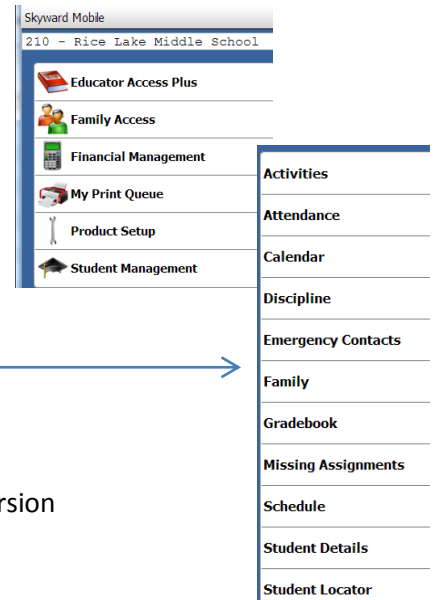 Skyward Mobile
210 - Rice Lake Middle School
Educator Access Plus
Family Access
Financial Management
My Print Queue
Product Setup
Student Management
Activities
Attendance
Calendar
Discipline
Emergency Contacts
Family
Gradebook
Missing Assignments
Schedule
Student Details
Student Locator
rsion